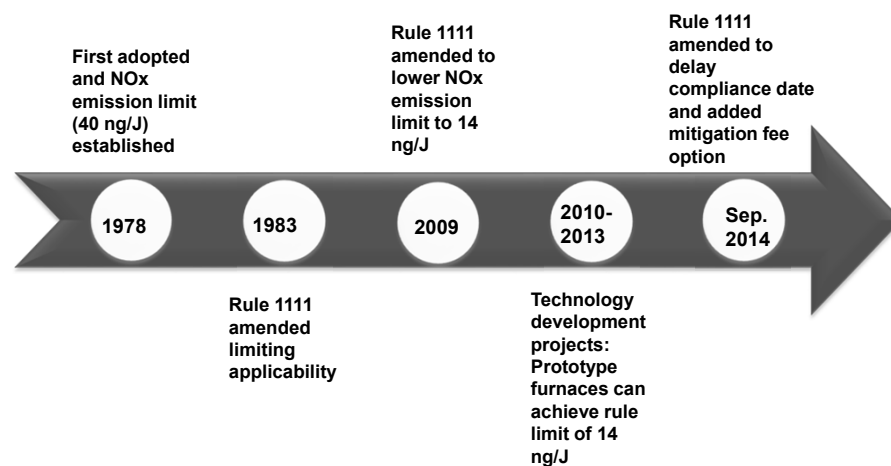 First adopted
and NOx
emission limit
(40 ng/J)
established
Rule 1111
amended to
lower NOx
emission
limit to 14
ng/J
Rule 1111
amended to
delay
compliance date
and added
mitigation fee
option
1978
1983
2009
2010-
2013
Sep.
2014
Rule 1111
amended
limiting
applicability
Technology
development
projects:
Prototype
furnaces can
achieve rule
limit of 14
ng/J